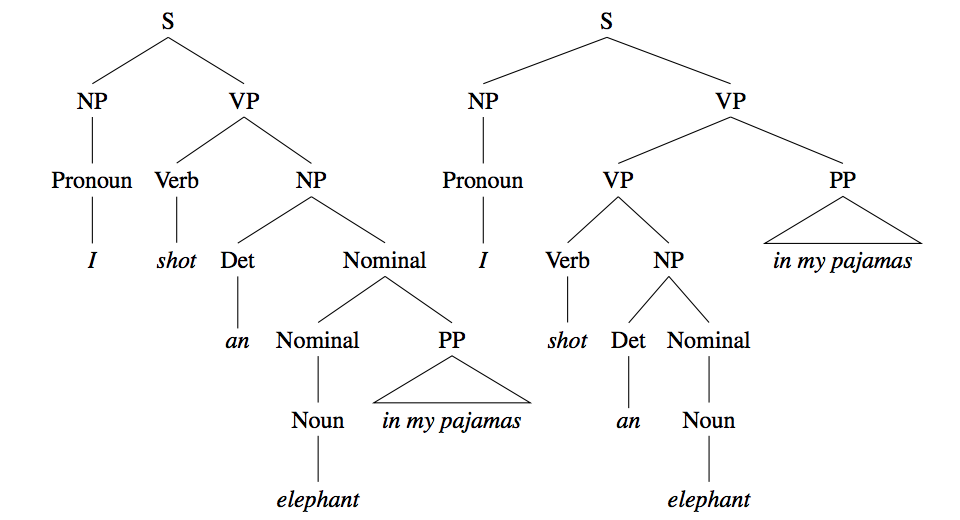 S S
NP VP NP VP
Pronoun Verb NP Pronoun VP PP
I shot Det Nominal I Verb NP in my pajamas
an Nominal PP shot Det Nominal
Noun in my pajamas an Noun
elephant elephant